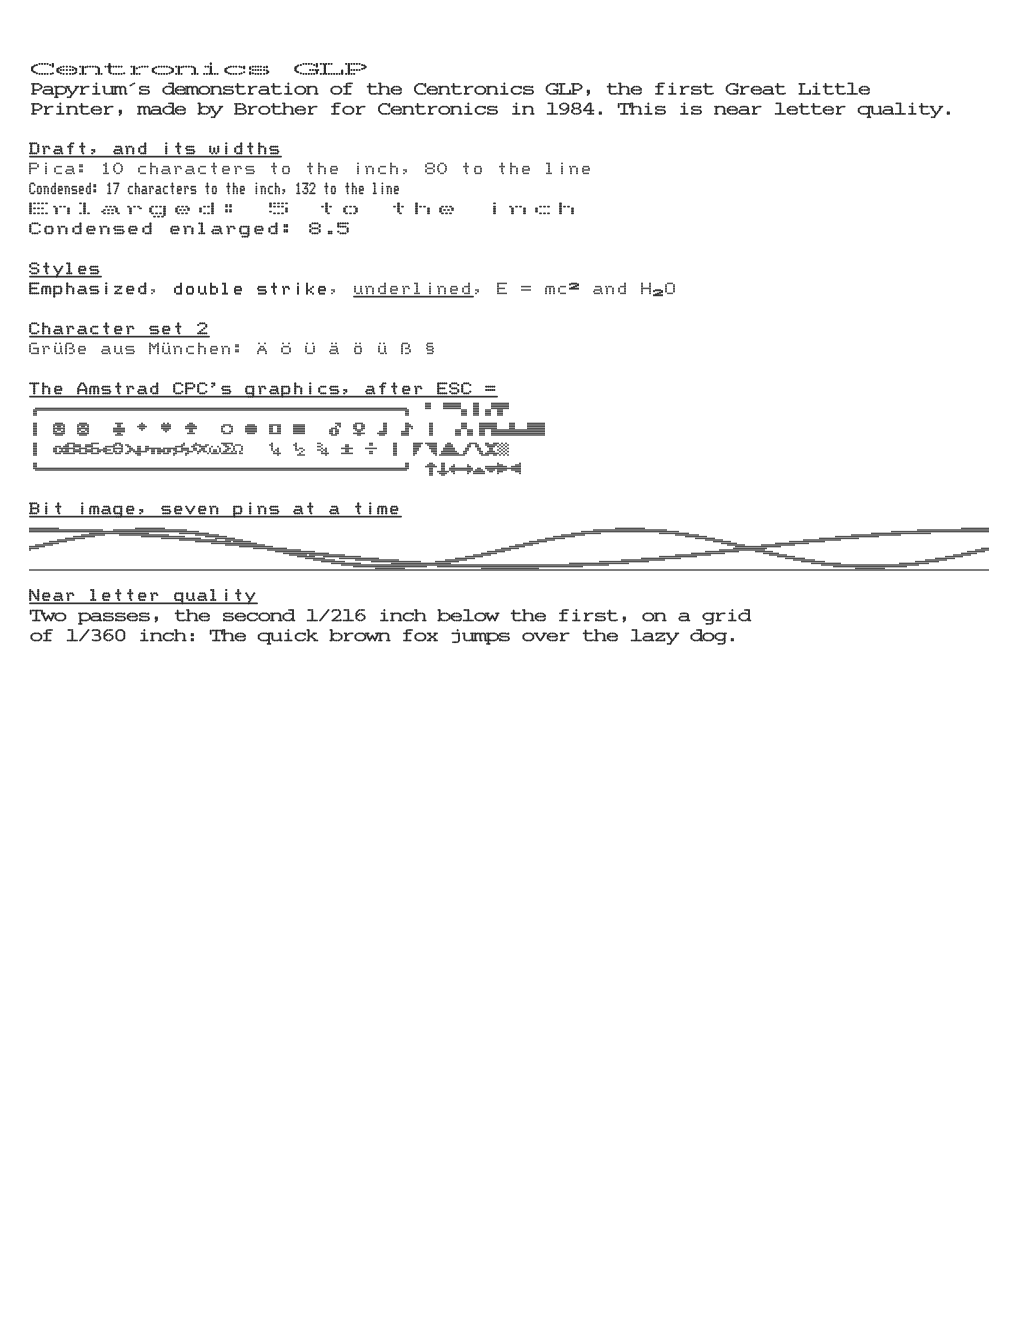 Centronics GLP
Papyrium´s demonstration of the Centronics GLP, the first Great Little
Printer, made by Brother for Centronics in 1984. This is near letter quality.
Draft, and its widths
Pica: 10 characters to the inch, 80 to the line
Condensed: 17 characters to the inch, 132 to the line
Enlarged: 5 to the inch
Condensed enlarged: 8.5
Styles
Emphasized, double strike, underlined, E = mc² and H₂O
Character set 2
Grüße aus München: Ä ö Ü ä ö ü ß §
The Amstrad CPC's graphics, after ESC =
¼ ½ ¾ ± ÷
Bit image, seven pins at a time
Near letter quality
Two passes, the second 1/216 inch below the first, on a grid
of 1/360 inch: The quick brown fox jumps over the lazy dog.